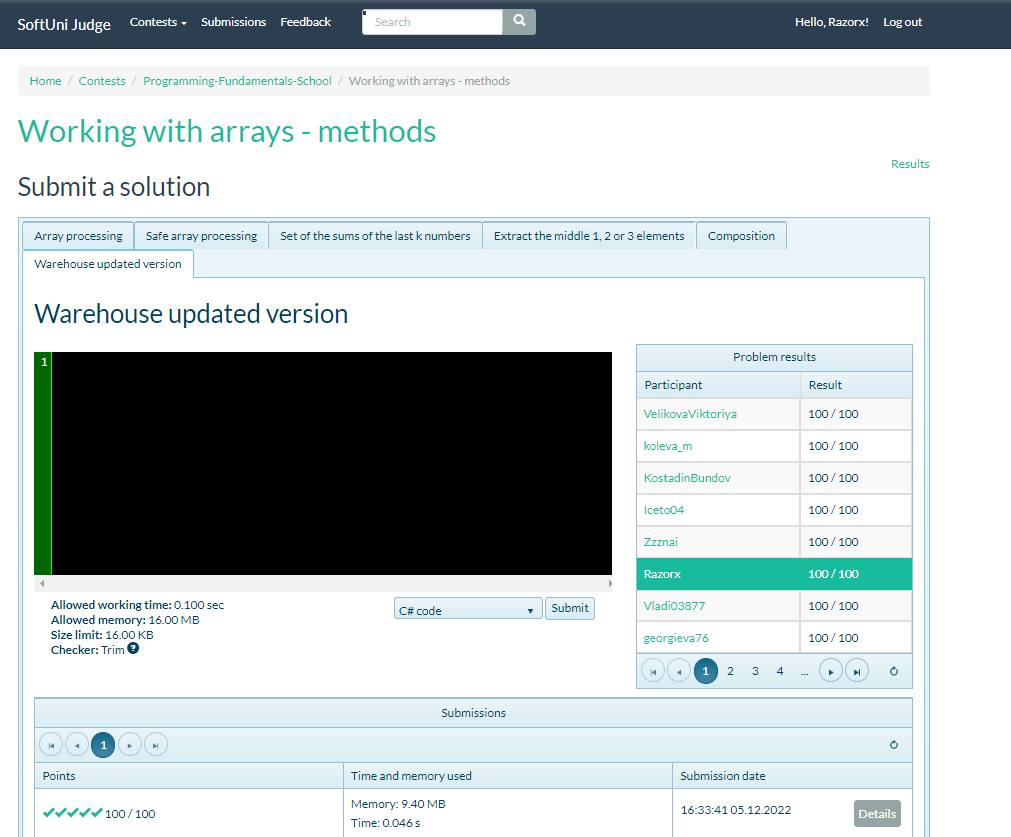 SoftUni Judge Contests Submissions Feedback Search Hello, Razorx! Log out
Home / Contests / Programming-Fundamentals-School / Working with arrays - methods
Working with arrays - methods
Results
Submit a solution
Array processing Safe array processing Set of the sums of the last k numbers Extract the middle 1, 2 or 3 elements Composition
Warehouse updated version
Warehouse updated version
1
Allowed working time: 0.100 sec
Allowed memory: 16.00 MB
Size limit: 16.00 KB
Checker: Trim ?
C# code Submit
Problem results
Participant Result
VelikovaViktoriya 100 / 100
koleva_m 100 / 100
KostadinBundov 100 / 100
Iceto04 100 / 100
Zzznai 100 / 100
Razorx 100 / 100
Vladi03877 100 / 100
georgieva76 100 / 100
1 2 3 4 ...
Submissions
1
Points Time and memory used Submission date
100 / 100 Memory: 9.40 MB 16:33:41 05.12.2022 Details
Time: 0.046 s